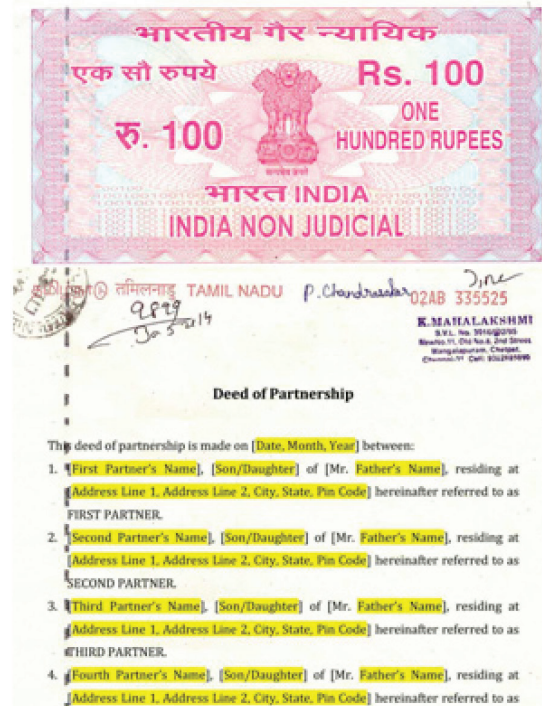 भारतीय गैर न्यायिक
एक सौ रुपये
Rs. 100
रु. 100
ONE
HUNDRED RUPEES
सत्यमेव जयते
भारत INDIA
INDIA NON JUDICIAL
तमिलनाडु TAMIL NADU
P. Chandrasekar
02AB 335525
9899
K.MAHALAKSHMI
Deed of Partnership
This deed of partnership is made on [Date, Month, Year] between:
1. [First Partner's Name], [Son/Daughter] of [Mr. Father's Name], residing at
[Address Line 1, Address Line 2, City, State, Pin Code] hereinafter referred to as
FIRST PARTNER.
2. [Second Partner's Name], [Son/Daughter] of [Mr. Father's Name], residing at
[Address Line 1, Address Line 2, City, State, Pin Code] hereinafter referred to as
SECOND PARTNER.
3. [Third Partner's Name], [Son/Daughter] of [Mr. Father's Name], residing at
[Address Line 1, Address Line 2, City, State, Pin Code] hereinafter referred to as
THIRD PARTNER.
4. [Fourth Partner's Name], [Son/Daughter] of [Mr. Father's Name], residing at
[Address Line 1, Address Line 2, City, State, Pin Code] hereinafter referred to as